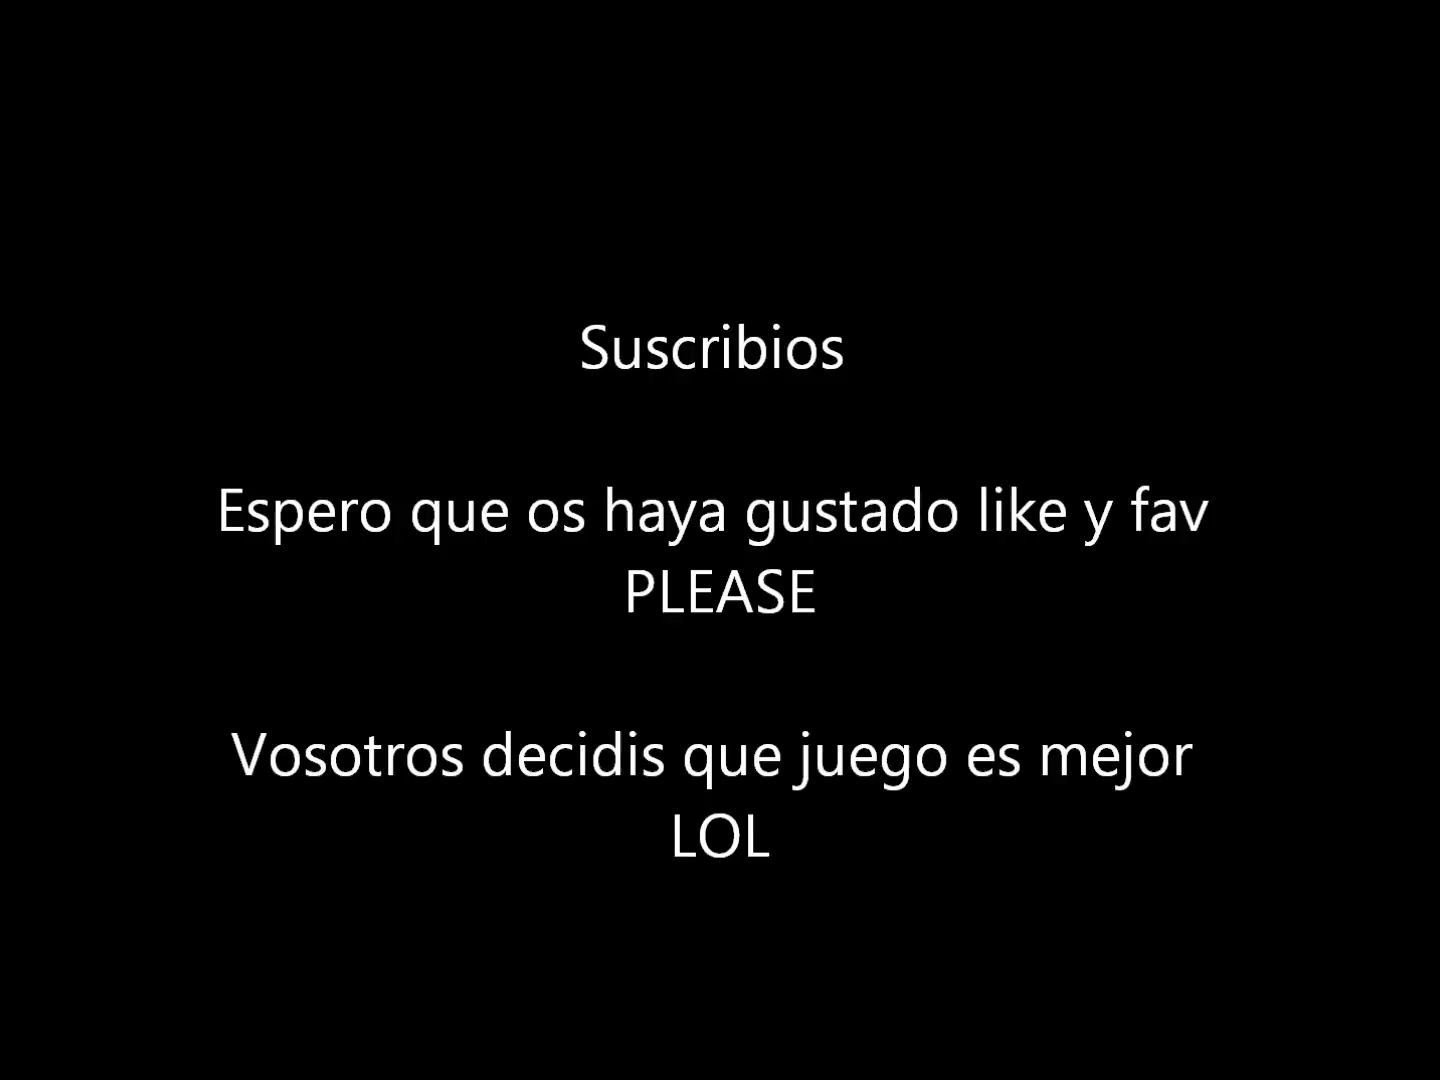 Suscribios
Espero que os haya gustado like y fav
PLEASE
Vosotros decidis que juego es mejor
LOL